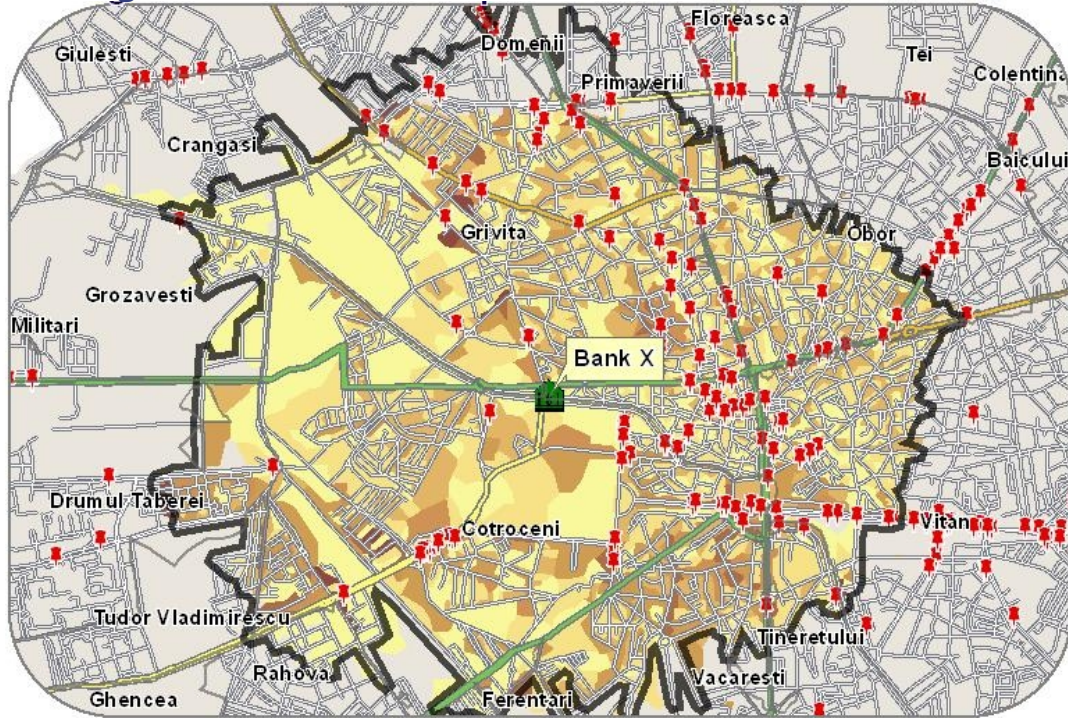 Floreasca
Domenii
Giulesti
Tei
Colentina
Primaverii
Crangasi
Baicului
Grivita
Obor
Grozavesti
Militari
Bank X
Drumul Taberei
Vitan
Cotroceni
Tudor Vladimirescu
Tineretului
Rahova
Vacaresti
Ghencea
Ferentari